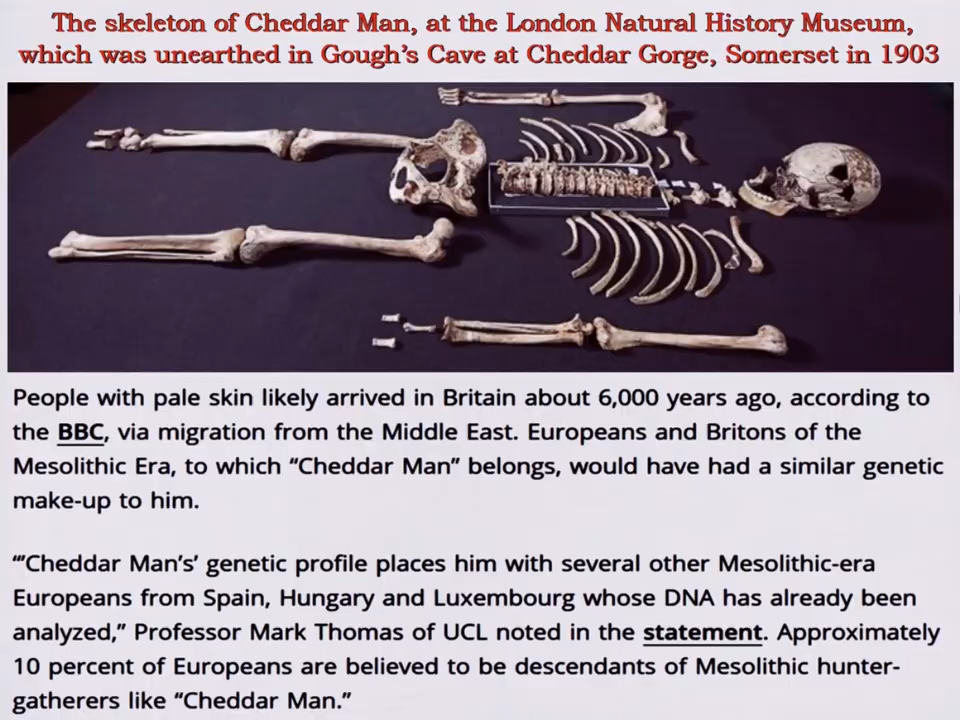 The skeleton of Cheddar Man, at the London Natural History Museum,
which was unearthed in Gough's Cave at Cheddar Gorge, Somerset in 1903
People with pale skin likely arrived in Britain about 6,000 years ago, according to
the BBC, via migration from the Middle East. Europeans and Britons of the
Mesolithic Era, to which “Cheddar Man” belongs, would have had a similar genetic
make-up to him.
“‘Cheddar Man’s’ genetic profile places him with several other Mesolithic-era
Europeans from Spain, Hungary and Luxembourg whose DNA has already been
analyzed,” Professor Mark Thomas of UCL noted in the statement. Approximately
10 percent of Europeans are believed to be descendants of Mesolithic hunter-
gatherers like “Cheddar Man.”